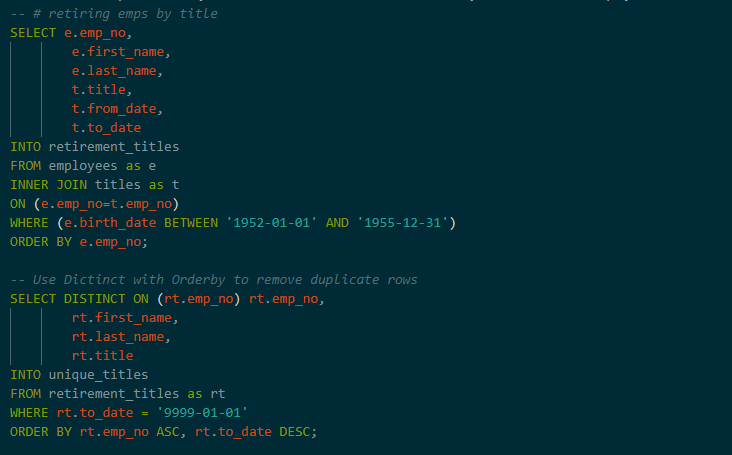 -- # retiring emps by title
SELECT e.emp_no,
e.first_name,
e.last_name,
t.title,
t.from_date,
t.to_date
INTO retirement_titles
FROM employees as e
INNER JOIN titles as t
ON (e.emp_no=t.emp_no)
WHERE (e.birth_date BETWEEN '1952-01-01' AND '1955-12-31')
ORDER BY e.emp_no;
-- Use Dictinct with Orderby to remove duplicate rows
SELECT DISTINCT ON (rt.emp_no) rt.emp_no,
rt.first_name,
rt.last_name,
rt.title
INTO unique_titles
FROM retirement_titles as rt
WHERE rt.to_date = '9999-01-01'
ORDER BY rt.emp_no ASC, rt.to_date DESC;